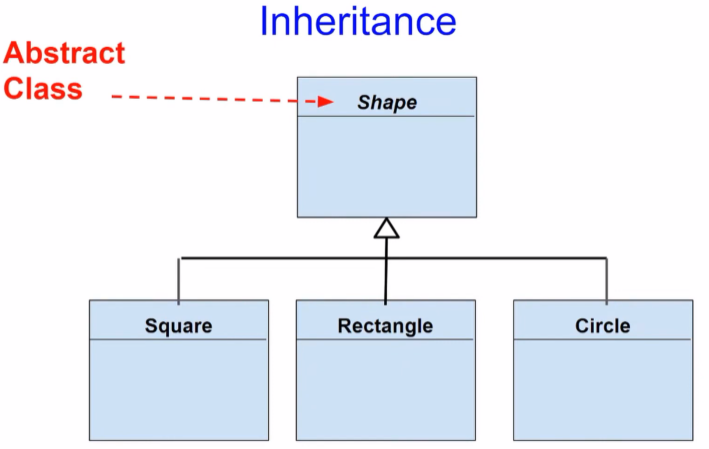 Inheritance
Abstract
Class
Shape
Square
Rectangle
Circle